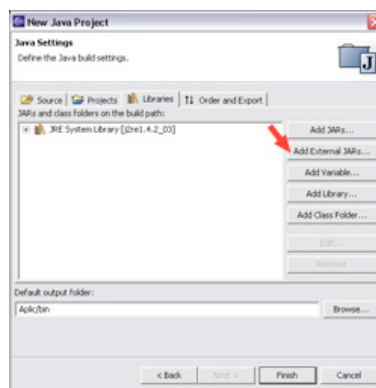 New Java Project
Java Settings
Define the Java build settings.
Source Projects Libraries Order and Export
JARs and class folders on the build path:
JRE System Library [j2re1.4.2_03]
Add JARs...
Add External JARs...
Add Variable...
Add Library...
Add Class Folder...
Edit...
Remove
Default output folder:
Aplic/bin
Browse...
< Back Next > Finish Cancel